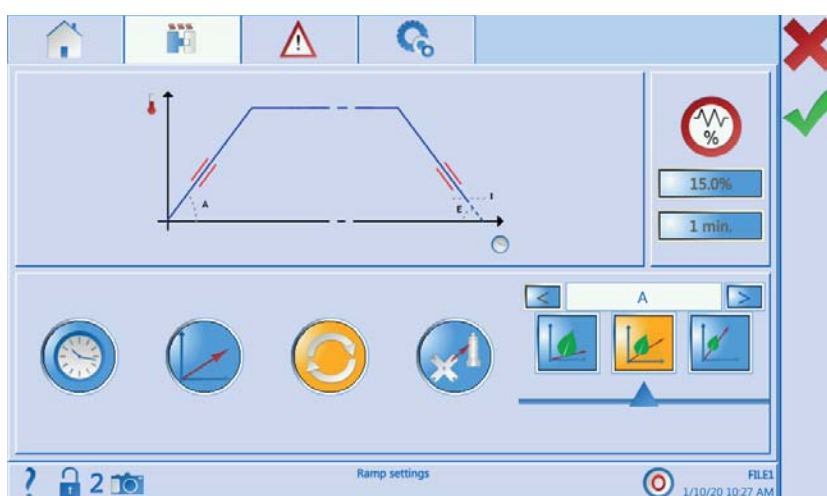 A
E
I
%
15.0%
1 min.
< A >
? 2
Ramp settings
FILE1
1/10/20 10:27 AM